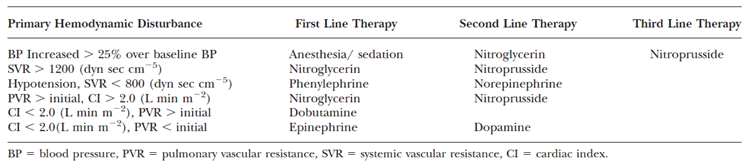 Primary Hemodynamic Disturbance First Line Therapy Second Line Therapy Third Line Therapy
BP Increased > 25% over baseline BP Anesthesia/ sedation Nitroglycerin Nitroprusside
SVR > 1200 (dyn sec cm⁻⁵) Nitroglycerin Nitroprusside
Hypotension, SVR < 800 (dyn sec cm⁻⁵) Phenylephrine Norepinephrine
PVR > initial, CI > 2.0 (L min m⁻²) Nitroglycerin Nitroprusside
CI < 2.0 (L min m⁻²), PVR > initial Dobutamine
CI < 2.0(L min m⁻²), PVR < initial Epinephrine Dopamine
BP = blood pressure, PVR = pulmonary vascular resistance, SVR = systemic vascular resistance, CI = cardiac index.